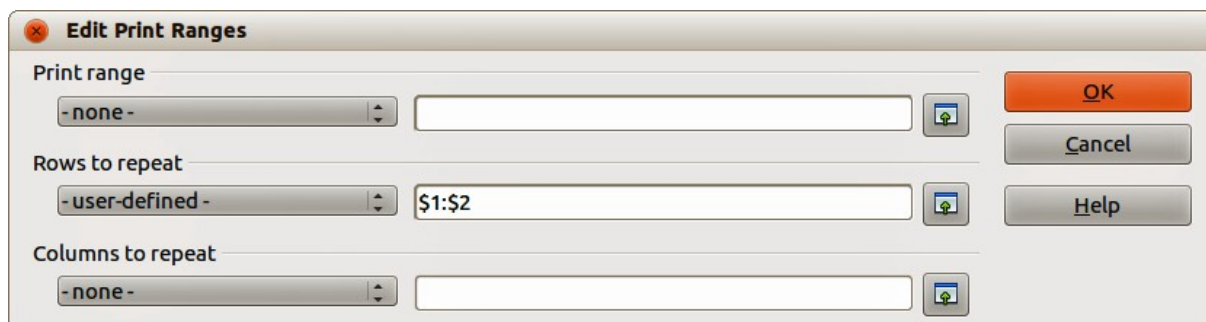 Edit Print Ranges
Print range
- none -
OK
Cancel
Rows to repeat
- user-defined -
$1:$2
Help
Columns to repeat
- none -